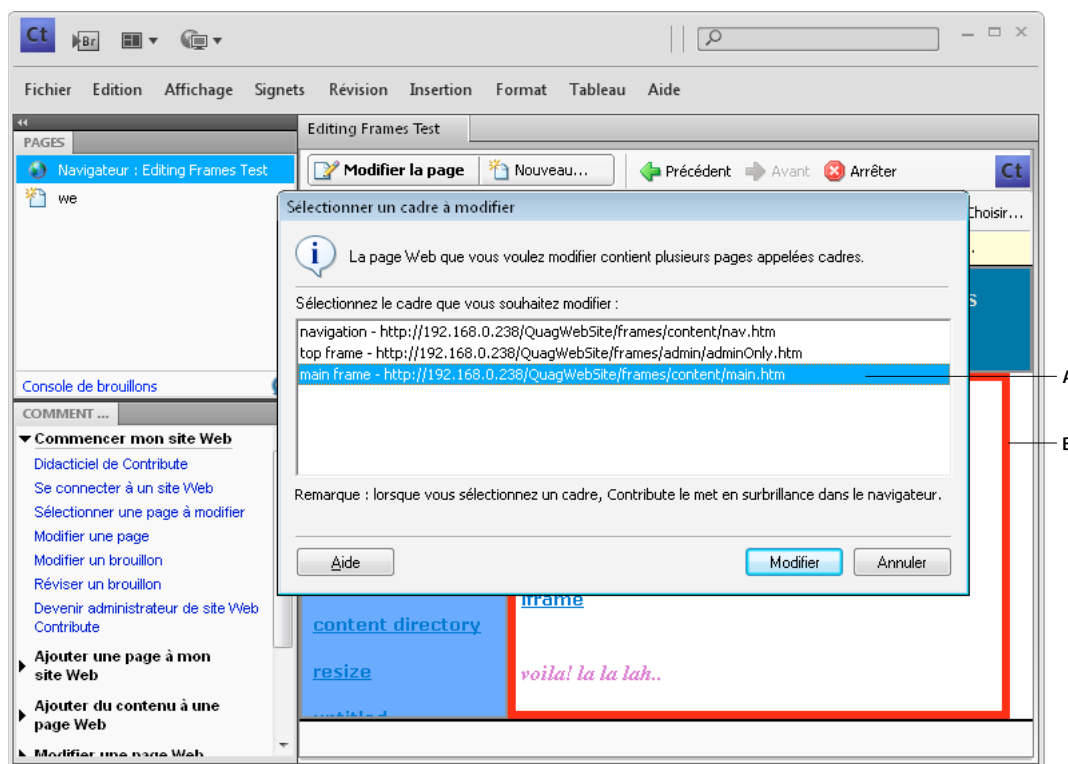 Ct Br
Fichier Edition Affichage Signets Révision Insertion Format Tableau Aide
PAGES
Navigateur : Editing Frames Test
we
Console de brouillons
COMMENT ...
Commencer mon site Web
Didacticiel de Contribute
Se connecter à un site Web
Sélectionner une page à modifier
Modifier une page
Modifier un brouillon
Réviser un brouillon
Devenir administrateur de site Web
Contribute
Ajouter une page à mon
site Web
Ajouter du contenu à une
page Web
Modifier une page Web
Editing Frames Test
Modifier la page Nouveau... Précédent Avant Arrêter Ct
Choisir...
Sélectionner un cadre à modifier
La page Web que vous voulez modifier contient plusieurs pages appelées cadres.
Sélectionnez le cadre que vous souhaitez modifier :
navigation - http://192.168.0.238/QuagWebSite/frames/content/nav.htm
top frame - http://192.168.0.238/QuagWebSite/frames/admin/adminOnly.htm
main frame - http://192.168.0.238/QuagWebSite/frames/content/main.htm
Remarque : lorsque vous sélectionnez un cadre, Contribute le met en surbrillance dans le navigateur.
Aide Modifier Annuler
s
A
iframe
content directory
resize
voila! la la lah..
untitled